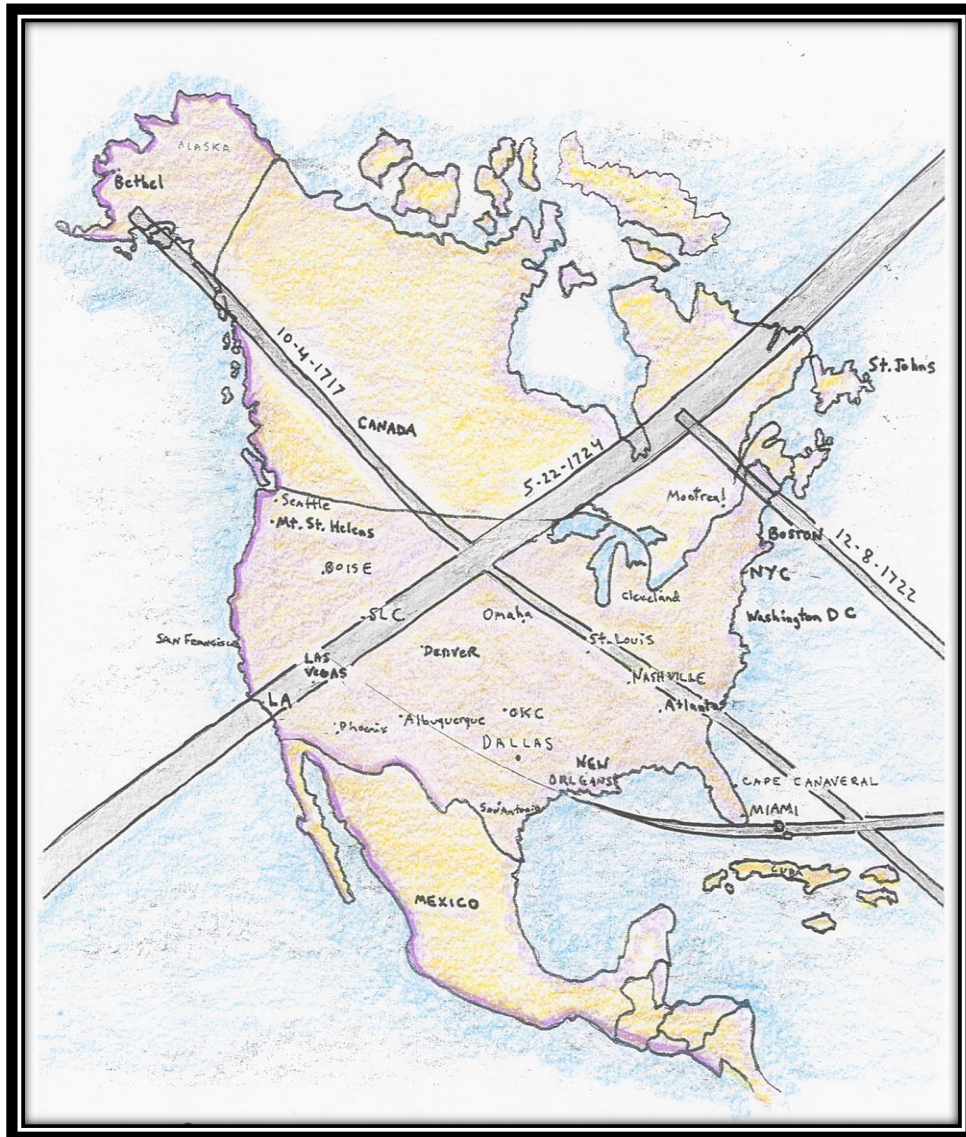 ALASKA
Bethel
10-4-1717
CANADA
5-22-1724
St. Johns
Montreal
Seattle
Mt. St. Helens
BOSTON
12-8-1722
BOISE
NYC
Cleveland
SLC
Omaha
Washington DC
SAN FRANCISCO
St. Louis
DENVER
LAS
VEGAS
NASHVILLE
LA
Atlanta
Phoenix
Albuquerque
OKC
DALLAS
NEW
ORLEANS
CAPE CANAVERAL
San Antonio
MIAMI
CUBA
MEXICO